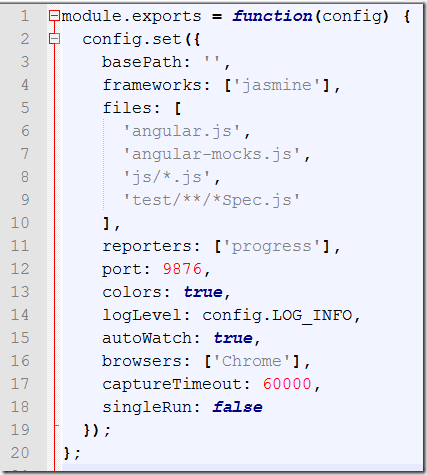 1 module.exports = function(config) {
2   config.set({
3     basePath: '',
4     frameworks: ['jasmine'],
5     files: [
6       'angular.js',
7       'angular-mocks.js',
8       'js/*.js',
9       'test/**/*Spec.js'
10     ],
11     reporters: ['progress'],
12     port: 9876,
13     colors: true,
14     logLevel: config.LOG_INFO,
15     autoWatch: true,
16     browsers: ['Chrome'],
17     captureTimeout: 60000,
18     singleRun: false
19   });
20 };